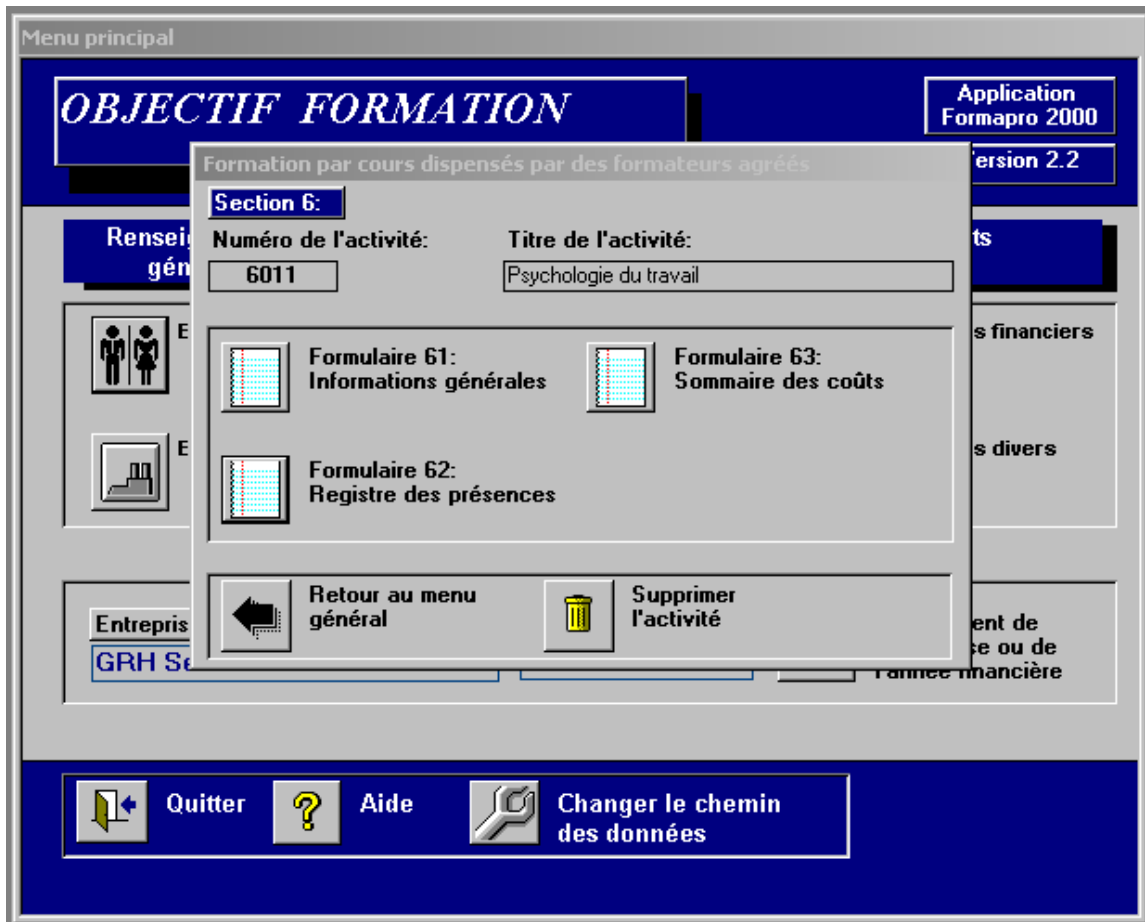 Menu principal
OBJECTIF FORMATION
Application
Formapro 2000
Version 2.2
Formation par cours dispensés par des formateurs agréés
Section 6:
Numéro de l'activité:
Titre de l'activité:
6011
Psychologie du travail
s financiers
Formulaire 61:
Informations générales
Formulaire 63:
Sommaire des coûts
s divers
Formulaire 62:
Registre des présences
Retour au menu
général
Supprimer
l'activité
Entrepris
GRH Se
ent de
se ou de
l'année financière
Quitter
Aide
Changer le chemin
des données